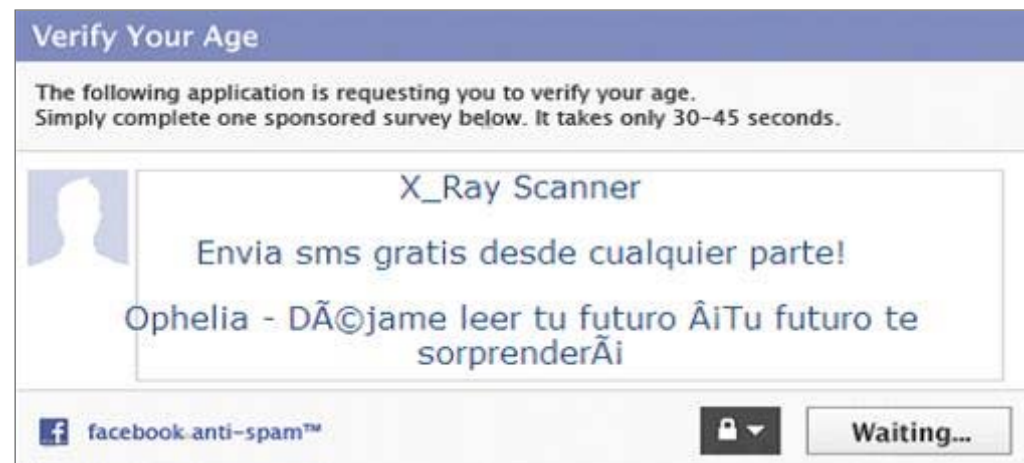 Verify Your Age
The following application is requesting you to verify your age.
Simply complete one sponsored survey below. It takes only 30-45 seconds.
X_Ray Scanner
Envia sms gratis desde cualquier parte!
Ophelia - DÃ©jame leer tu futuro Â¡Tu futuro te
sorprenderÃ¡
f facebook anti-spam™
Waiting...